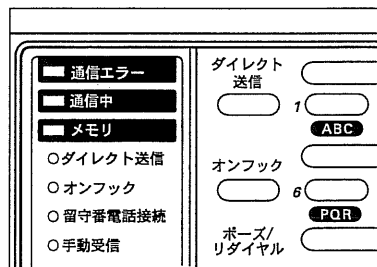 通信エラー
通信中
メモリ
ダイレクト送信
オンフック
留守番電話接続
手動受信
ダイレクト
送信
1
ABC
オンフック
6
PQR
ポーズ/
リダイヤル